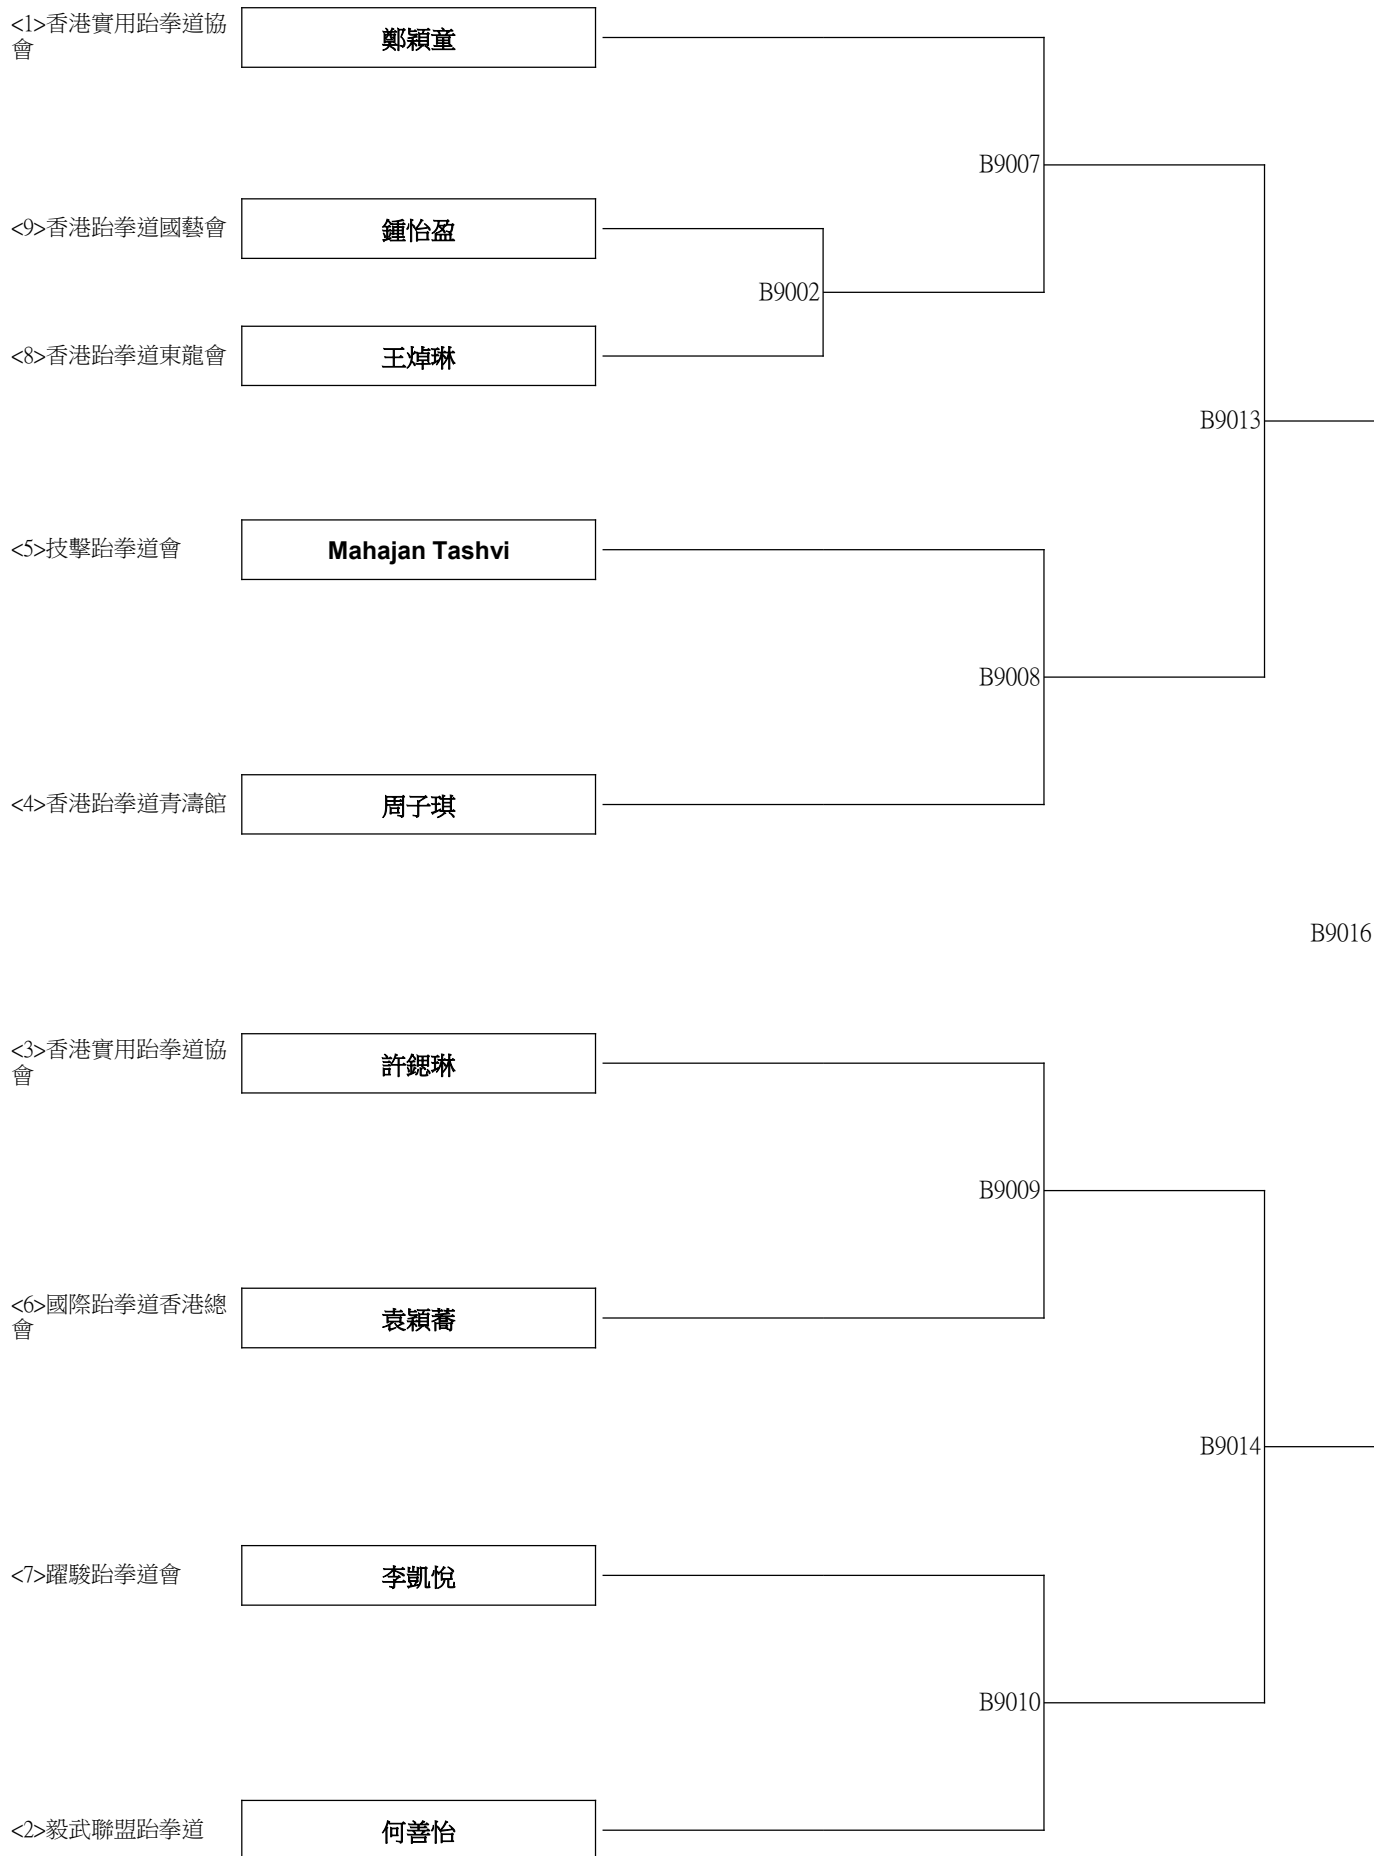 <1>香港實用跆拳道協
會
鄭穎童
B9007
<9>香港跆拳道國藝會
鍾怡盈
B9002
<8>香港跆拳道東龍會
王焯琳
B9013
<5>技擊跆拳道會
Mahajan Tashvi
B9008
<4>香港跆拳道青濤館
周子琪
B9016
<3>香港實用跆拳道協
會
許鍶琳
B9009
<6>國際跆拳道香港總
會
袁穎蕎
B9014
<7>躍駿跆拳道會
李凱悅
B9010
<2>毅武聯盟跆拳道
何善怡